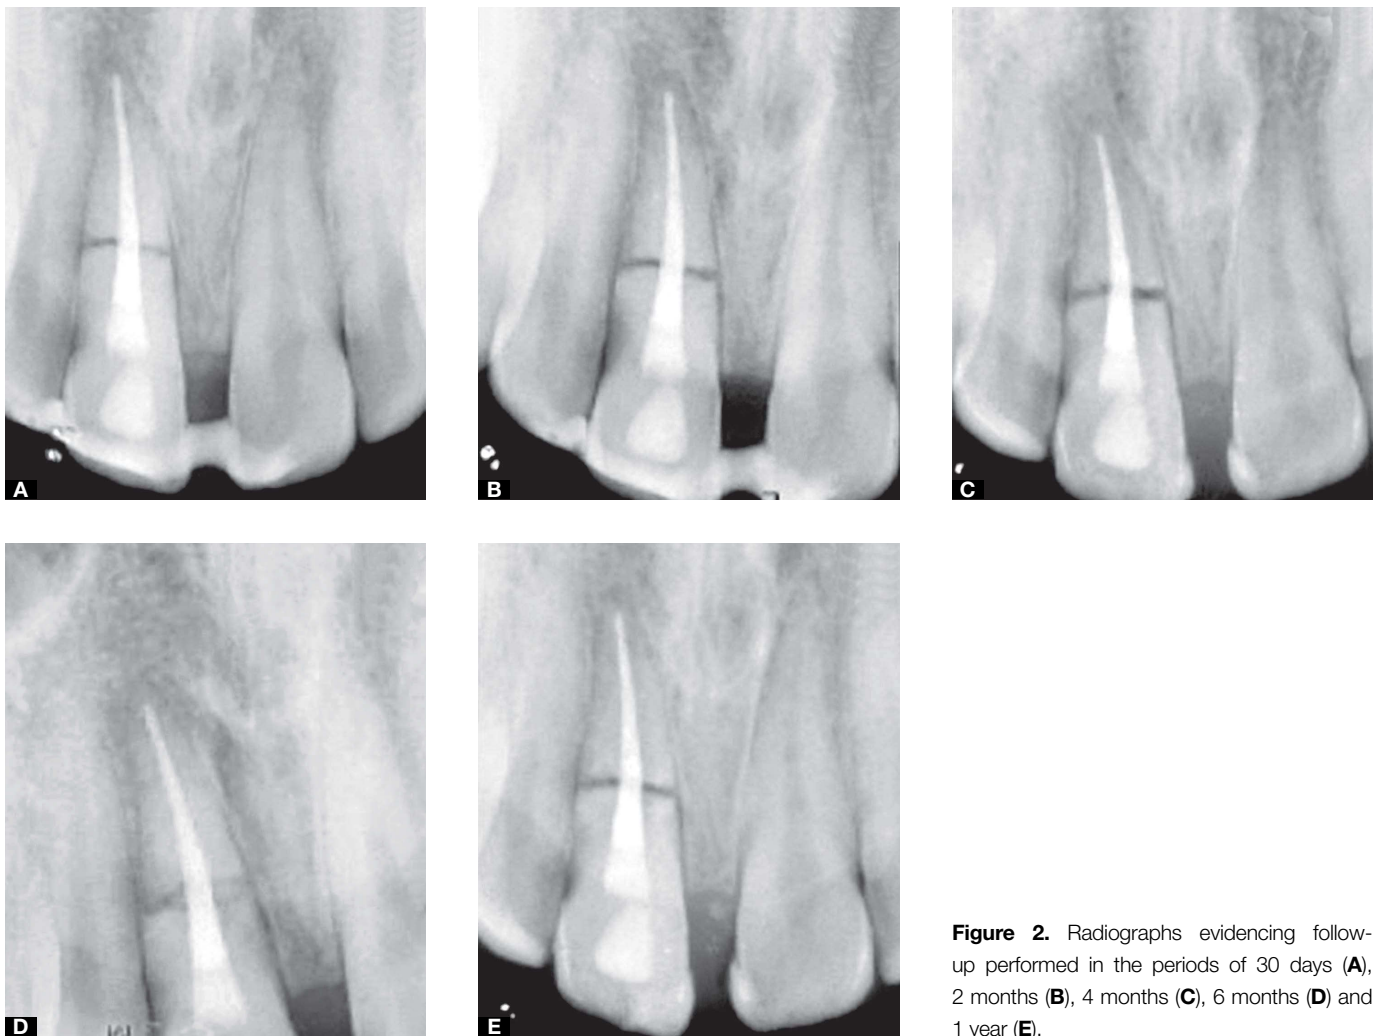 A
B
C
D
E
Figure 2. Radiographs evidencing follow-
up performed in the periods of 30 days (A),
2 months (B), 4 months (C), 6 months (D) and
1 year (E).